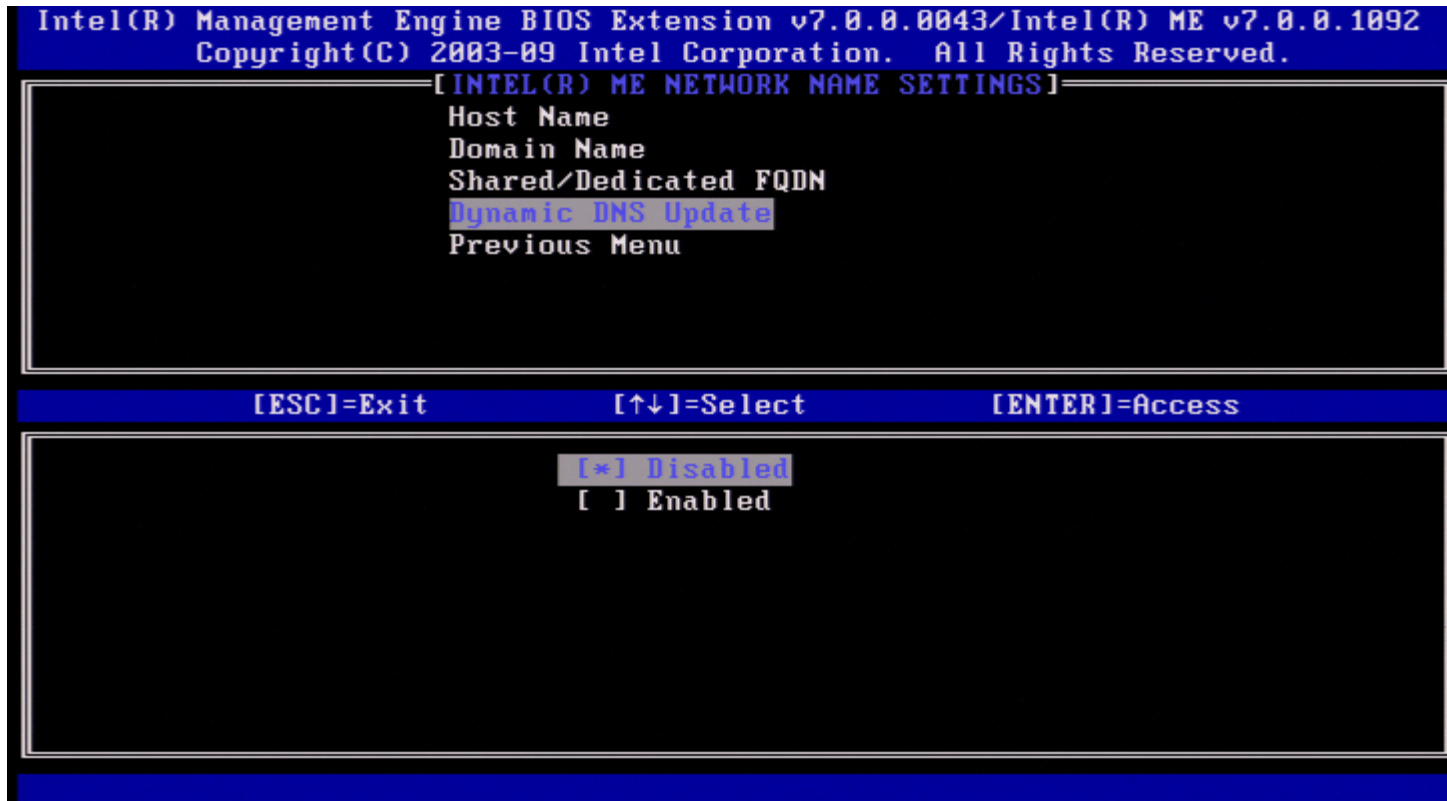 Intel(R) Management Engine BIOS Extension v7.0.0.0043/Intel(R) ME v7.0.0.1092
Copyright(C) 2003-09 Intel Corporation. All Rights Reserved.
[INTEL(R) ME NETWORK NAME SETTINGS]
Host Name
Domain Name
Shared/Dedicated FQDN
Dynamic DNS Update
Previous Menu
[ESC]=Exit [↑↓]=Select [ENTER]=Access
[*] Disabled
[ ] Enabled